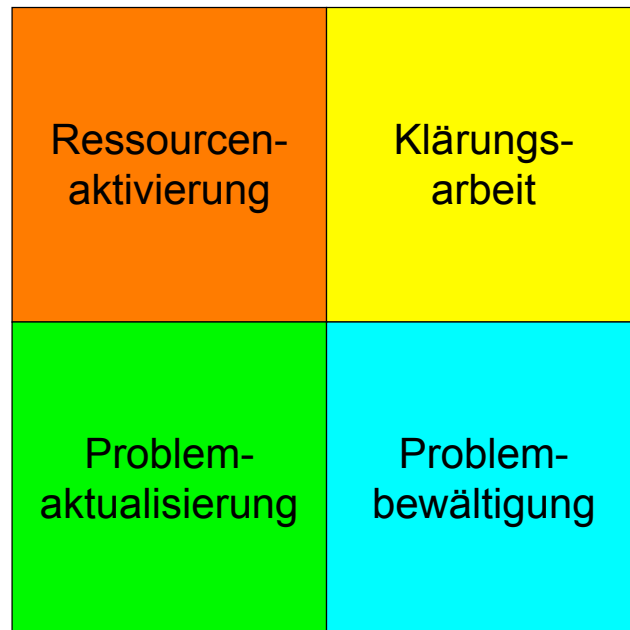 Ressourcen-
aktivierung
Klärungs-
arbeit
Problem-
aktualisierung
Problem-
bewältigung